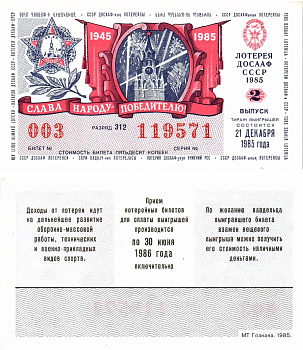 1945
1985
СЛАВА НАРОДУ-ПОБЕДИТЕЛЮ!
ЛОТЕРЕЯ
ДОСААФ
СССР
1985
2
ВЫПУСК
ТИРАЖ ВЫИГРЫШЕЙ
СОСТОИТСЯ
21 ДЕКАБРЯ
1985 года
003
РАЗРЯД 312
119571
БИЛЕТ №
СТОИМОСТЬ БИЛЕТА ПЯТЬДЕСЯТ КОПЕЕК
СЕРИЯ №
Доходы от лотереи идут
на дальнейшее развитие
оборонно-массовой
работы, технических
и военно-прикладных
видов спорта.
Прием
лотерейных билетов
для оплаты выигрышей
производится
по 30 июня
1986 года
включительно
По желанию владельца
выигравшего билета
взамен вещевого
выигрыша можно получить
его стоимость наличными
деньгами.
МТ Гознака. 1985.